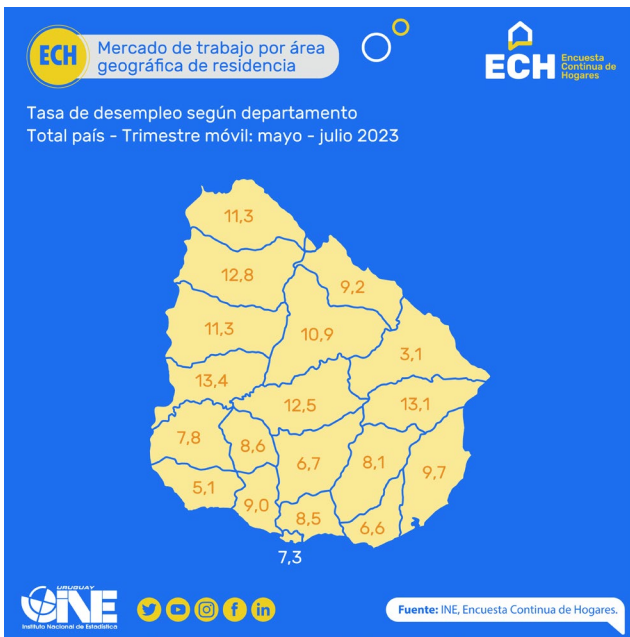 ECH
Mercado de trabajo por área
geográfica de residencia
ECH
Encuesta
Continua de
Hogares
Tasa de desempleo según departamento
Total país - Trimestre móvil: mayo - julio 2023
11,3
12,8
9,2
11,3
10,9
3,1
13,4
12,5
13,1
7,8
8,6
6,7
8,1
9,7
5,1
9,0
8,5
6,6
7,3
URUGUAY
INE
Instituto Nacional de Estadística
Fuente: INE, Encuesta Continua de Hogares.